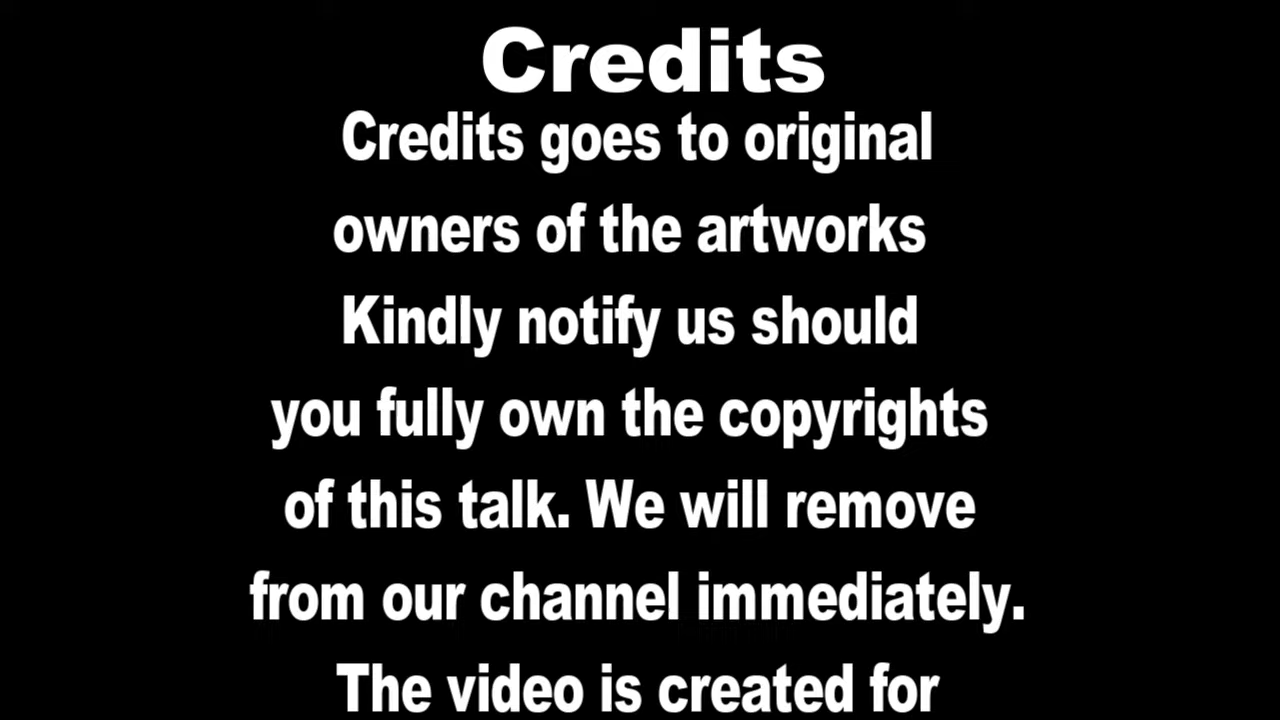 Credits
Credits goes to original
owners of the artworks
Kindly notify us should
you fully own the copyrights
of this talk. We will remove
from our channel immediately.
The video is created for